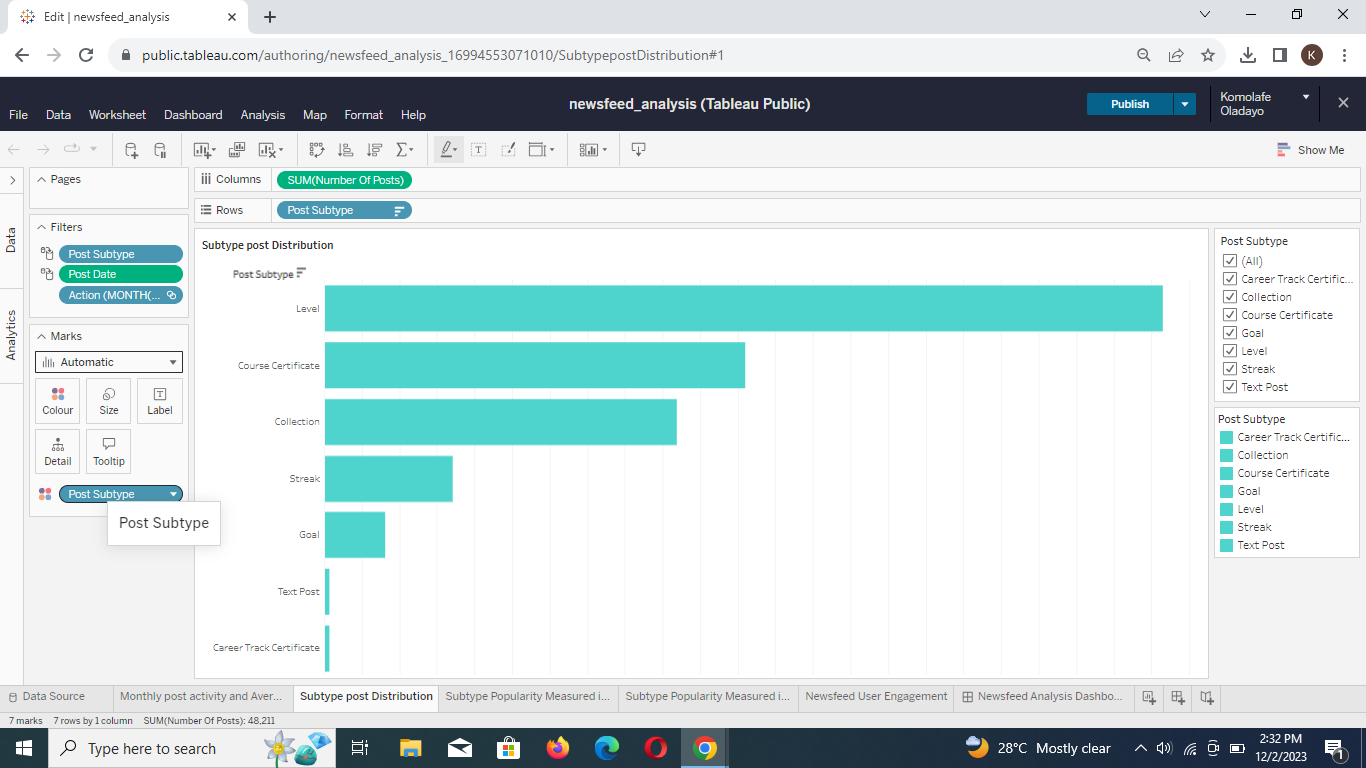 Edit | newsfeed_analysis
public.tableau.com/authoring/newsfeed_analysis_16994553071010/SubtypepostDistribution#1
K
newsfeed_analysis (Tableau Public)
Publish
Komolafe
Oladayo
File Data Worksheet Dashboard Analysis Map Format Help
Show Me
Pages
Columns
SUM(Number Of Posts)
Rows
Post Subtype
Data
Analytics
Filters
Post Subtype
Post Date
Action (MONTH(...
Marks
Automatic
Colour
Size
Label
Detail
Tooltip
Post Subtype
Post Subtype
Subtype post Distribution
Post Subtype
Level
Course Certificate
Collection
Streak
Goal
Text Post
Career Track Certificate
Post Subtype
(All)
Career Track Certific...
Collection
Course Certificate
Goal
Level
Streak
Text Post
Post Subtype
Career Track Certific...
Collection
Course Certificate
Goal
Level
Streak
Text Post
Data Source
Monthly post activity and Aver...
Subtype post Distribution
Subtype Popularity Measured i...
Subtype Popularity Measured i...
Newsfeed User Engagement
Newsfeed Analysis Dashbo...
7 marks 7 rows by 1 column SUM(Number Of Posts): 48,211
Type here to search
28°C Mostly clear
2:32 PM
12/2/2023
1